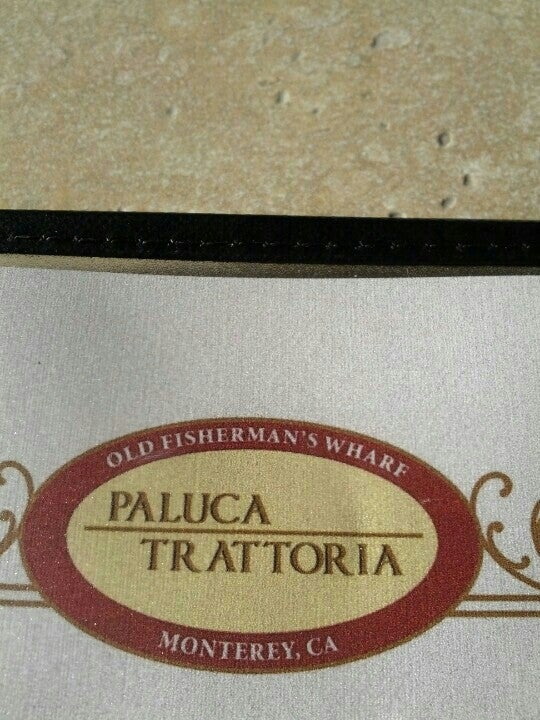 OLD FISHERMAN'S WHARF
PALUCA
TRATTORIA
MONTEREY, CA